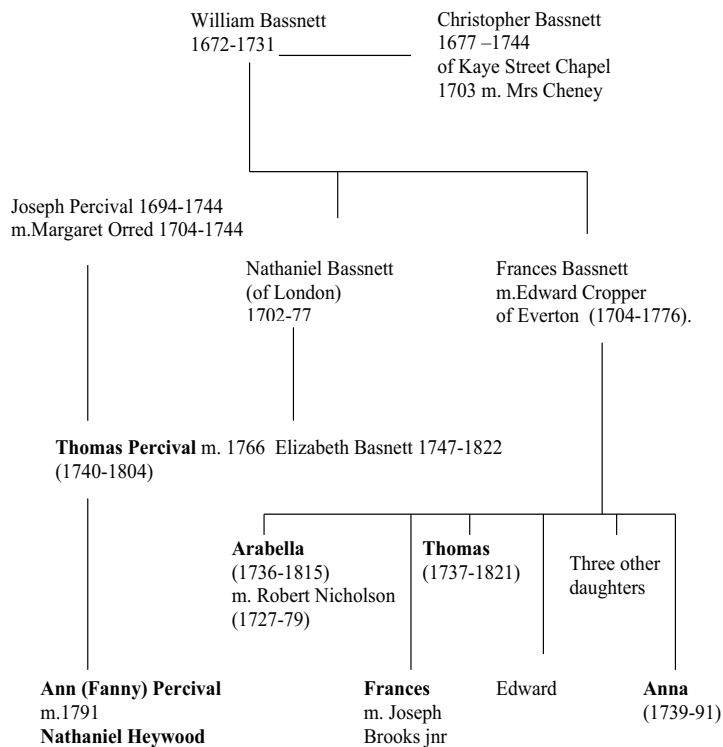 William Bassnett
1672-1731
Christopher Bassnett
1677 –1744
of Kaye Street Chapel
1703 m. Mrs Cheney
Joseph Percival 1694-1744
m.Margaret Orred 1704-1744
Nathaniel Bassnett
(of London)
1702-77
Frances Bassnett
m.Edward Cropper
of Everton (1704-1776).
Thomas Percival m. 1766 Elizabeth Basnett 1747-1822
(1740-1804)
Arabella
(1736-1815)
m. Robert Nicholson
(1727-79)
Thomas
(1737-1821)
Three other
daughters
Ann (Fanny) Percival
m.1791
Nathaniel Heywood
Frances
m. Joseph
Brooks jnr
Edward
Anna
(1739-91)